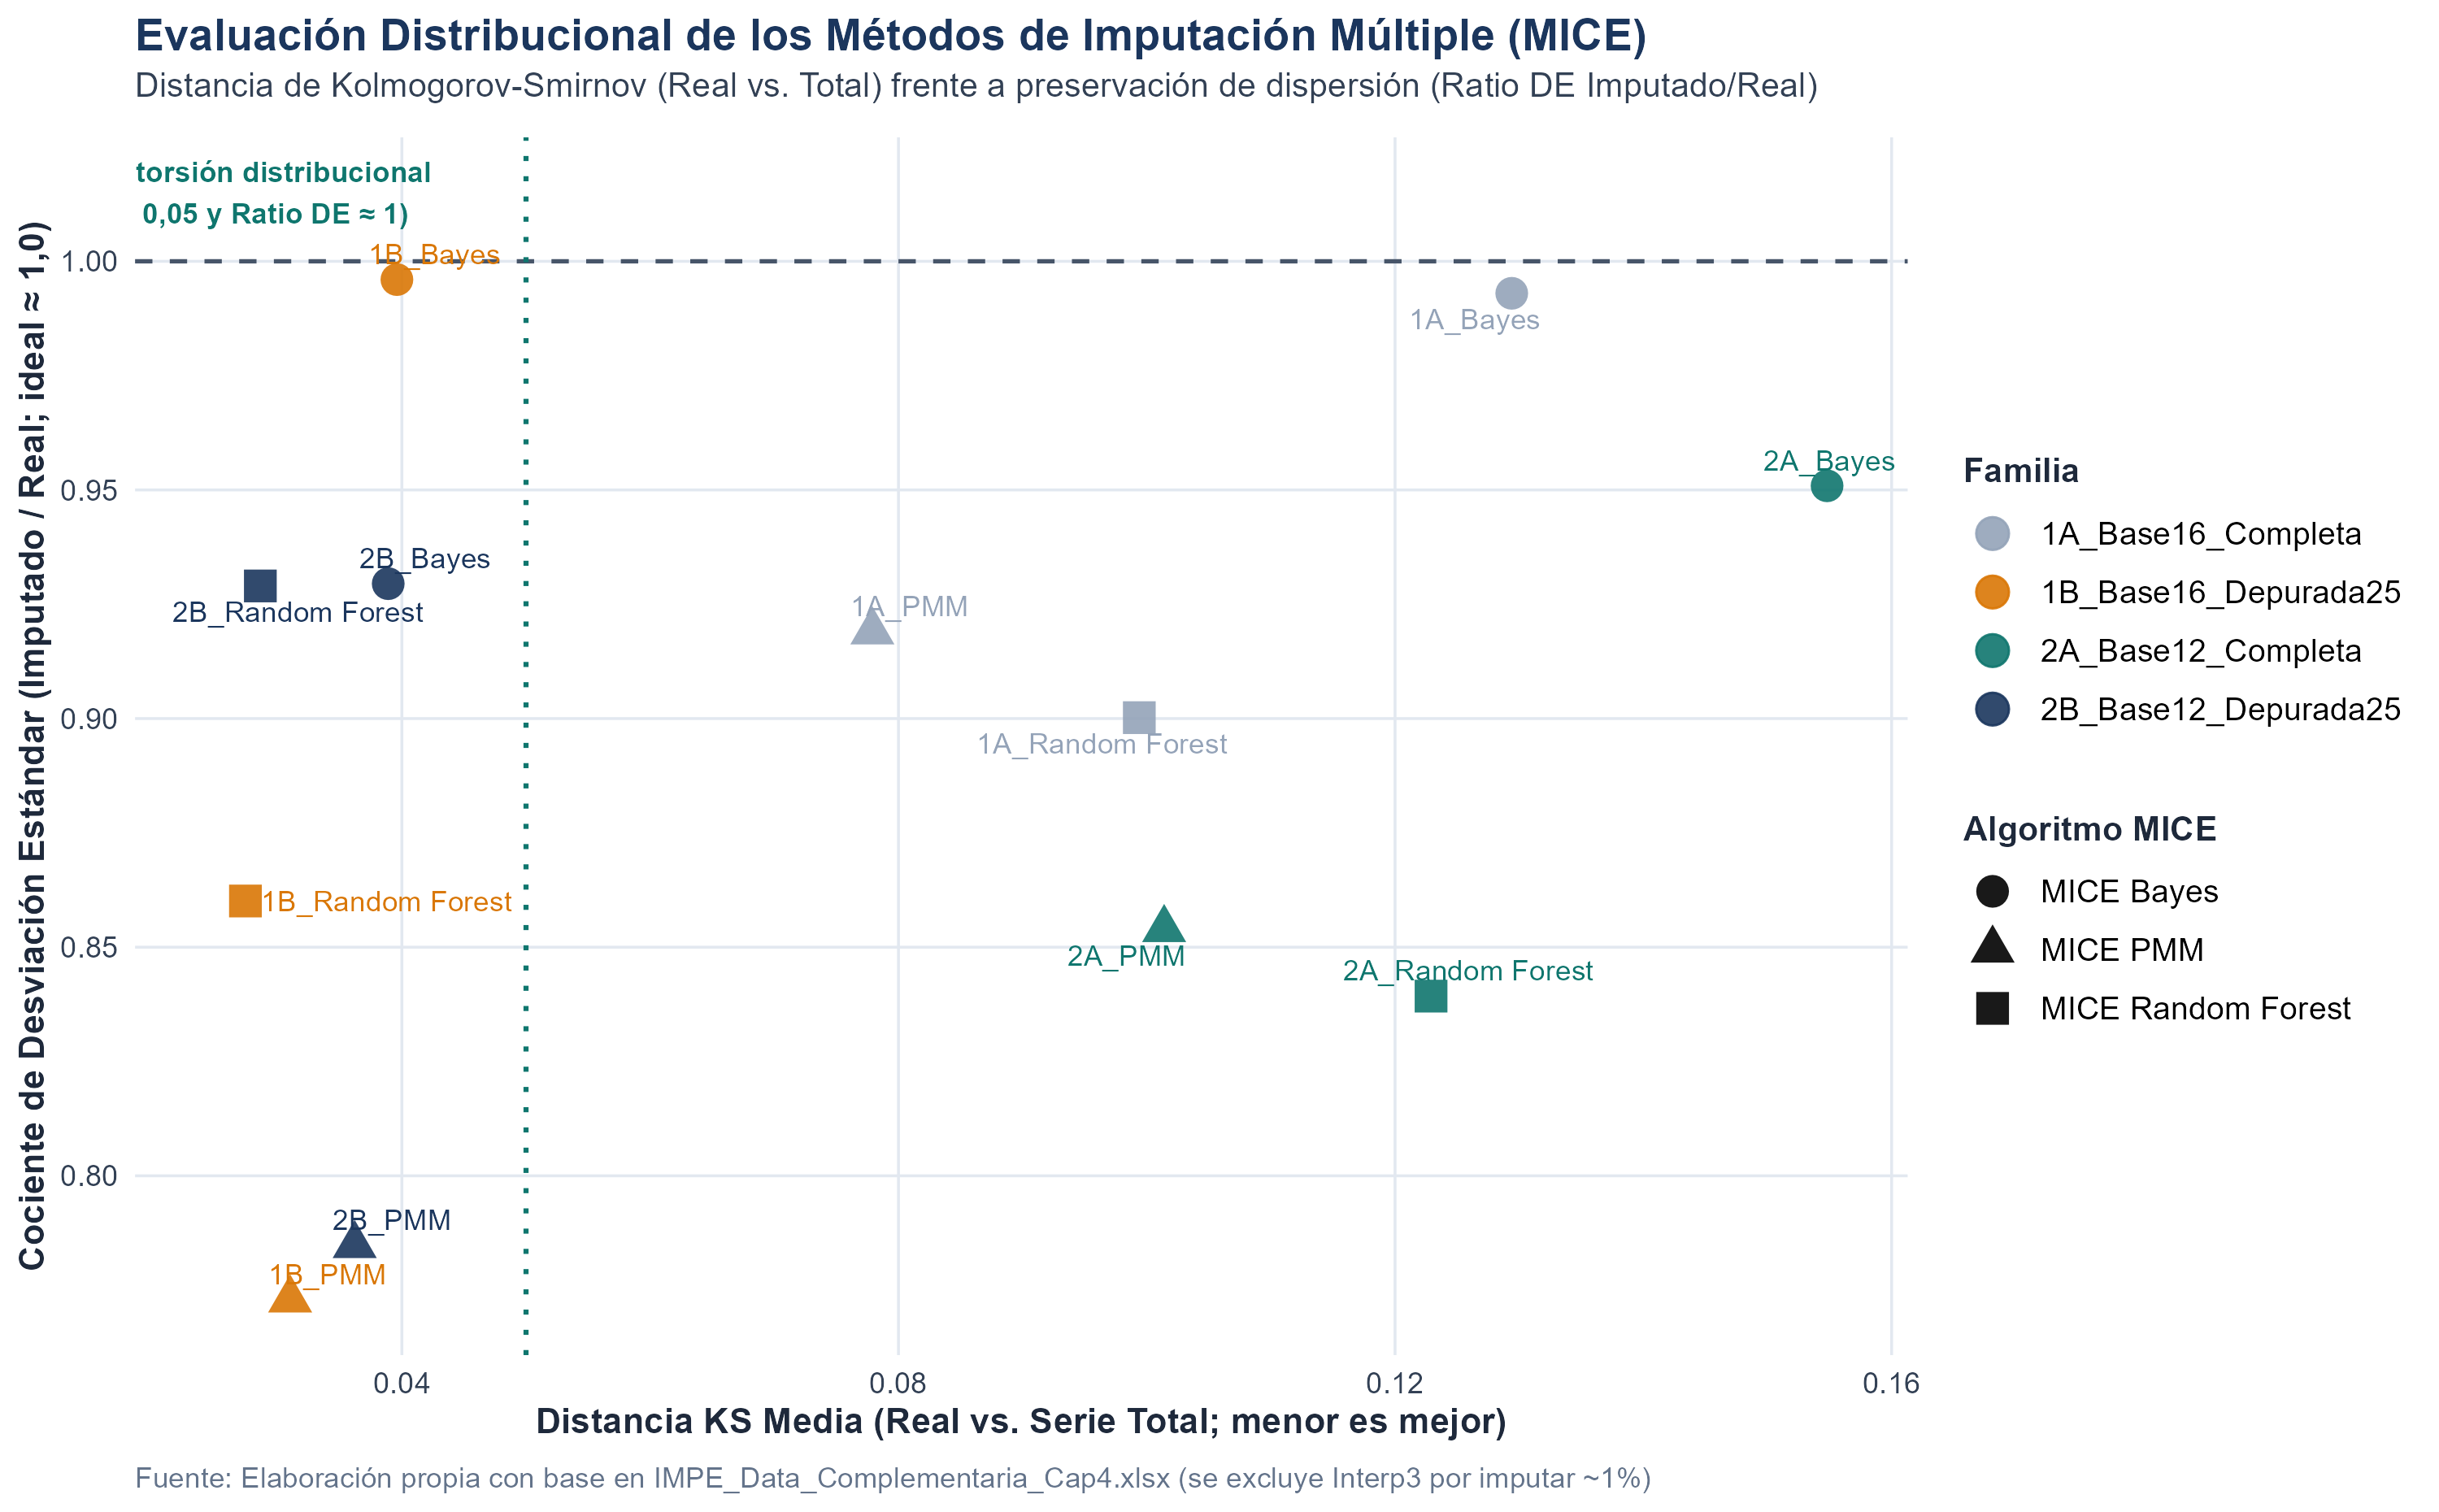 Evaluación Distribucional de los Métodos de Imputación Múltiple (MICE)
Distancia de Kolmogorov-Smirnov (Real vs. Total) frente a preservación de dispersión (Ratio DE Imputado/Real)
torsión distribucional
0,05 y Ratio DE ≈ 1)
Cociente de Desviación Estándar (Imputado / Real; ideal ≈ 1,0)
1.00
0.95
0.90
0.85
0.80
1B_Bayes
1A_Bayes
2A_Bayes
2B_Bayes
2B_Random Forest
1A_PMM
1A_Random Forest
1B_Random Forest
2A_PMM
2A_Random Forest
2B_PMM
1B_PMM
0.04
0.08
0.12
0.16
Distancia KS Media (Real vs. Serie Total; menor es mejor)
Familia
1A_Base16_Completa
1B_Base16_Depurada25
2A_Base12_Completa
2B_Base12_Depurada25
Algoritmo MICE
MICE Bayes
MICE PMM
MICE Random Forest
Fuente: Elaboración propia con base en IMPE_Data_Complementaria_Cap4.xlsx (se excluye Interp3 por imputar ~1%)